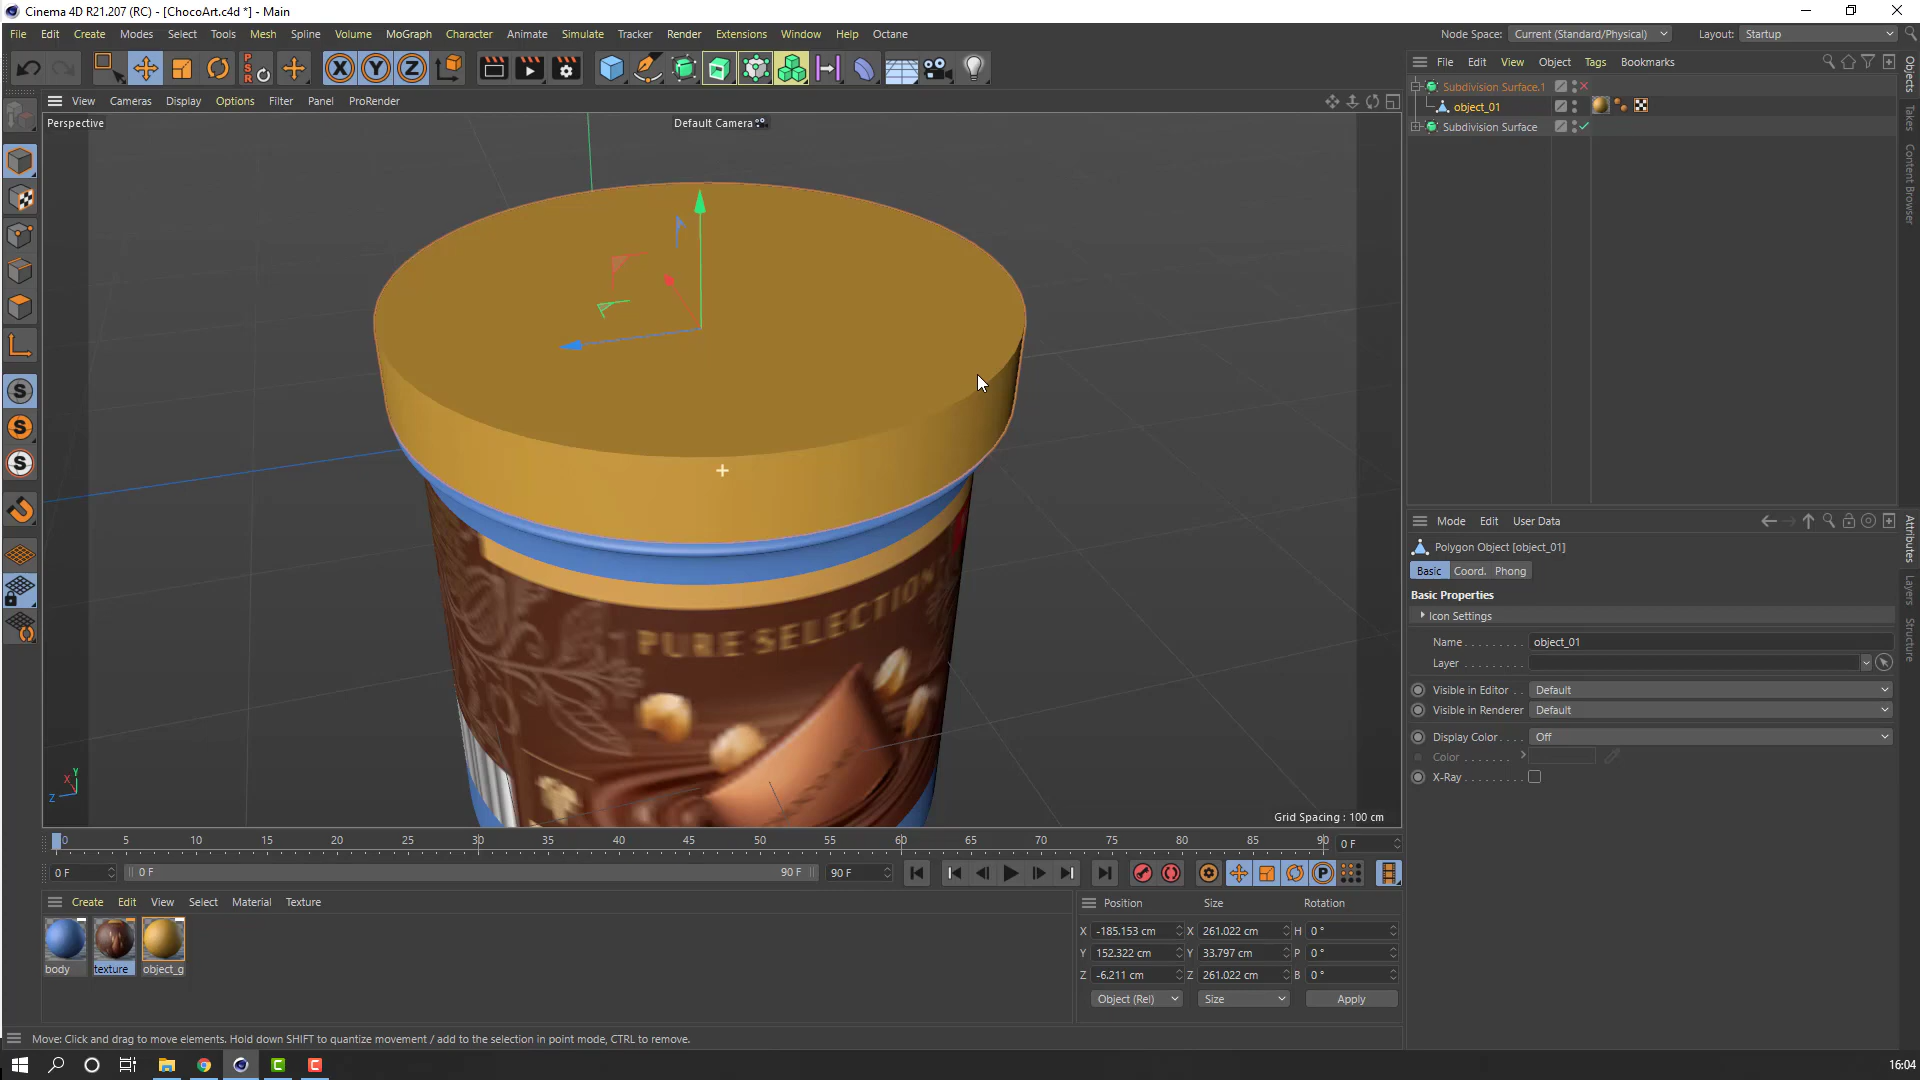 Cinema 4D R21.207 (RC) - [ChocoArt.c4d *] - Main
File Edit Create Modes Select Tools Mesh Spline Volume MoGraph Character Animate Simulate Tracker Render Extensions Window Help Octane
Node Space: Current (Standard/Physical) Layout: Startup
PSR
X Y Z
File Edit View Object Tags Bookmarks
View Cameras Display Options Filter Panel ProRender
Perspective
Default Camera
Subdivision Surface.1
object_01
Subdivision Surface
Objects
Takes
Content Browser
PURE SELECTION
X Y Z
Grid Spacing : 100 cm
Mode Edit User Data
Polygon Object [object_01]
Basic Coord. Phong
Basic Properties
Icon Settings
Name object_01
Layer
Visible in Editor Default
Visible in Renderer Default
Display Color Off
Color
X-Ray
Attributes
Layers
Structure
0 5 10 15 20 25 30 35 40 45 50 55 60 65 70 75 80 85 90 0 F
0 F 0 F 90 F 90 F
Create Edit View Select Material Texture
body texture object_g
Position Size Rotation
X -185.153 cm X 261.022 cm H 0 °
Y 152.322 cm Y 33.797 cm P 0 °
Z -6.211 cm Z 261.022 cm B 0 °
Object (Rel) Size Apply
Move: Click and drag to move elements. Hold down SHIFT to quantize movement / add to the selection in point mode, CTRL to remove.
16:04